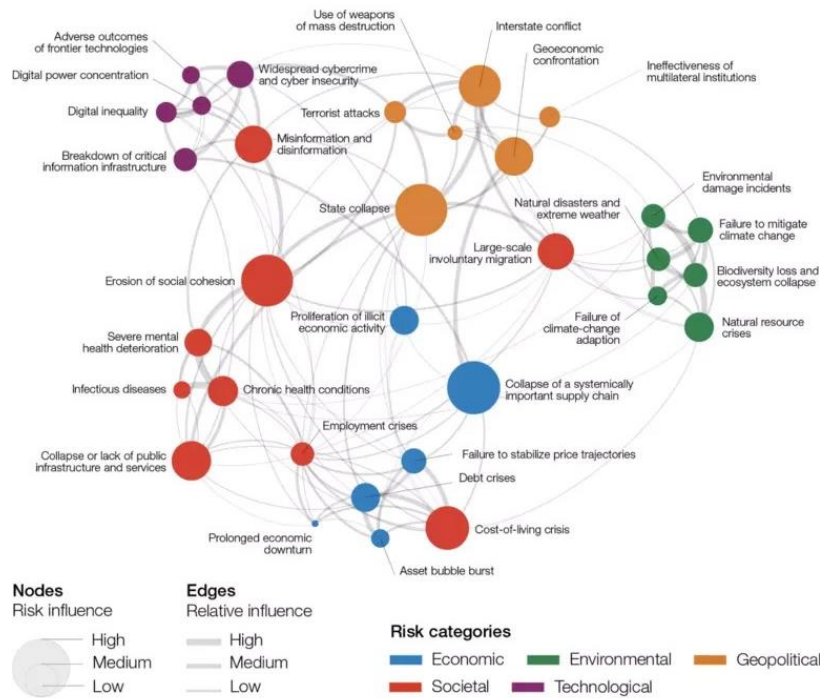 Use of weapons
of mass destruction
Interstate conflict
Adverse outcomes
of frontier technologies
Geoeconomic
confrontation
Widespread cybercrime
and cyber insecurity
Ineffectiveness of
multilateral institutions
Digital power concentration
Digital inequality
Terrorist attacks
Misinformation and
disinformation
Breakdown of critical
information infrastructure
Environmental
damage incidents
Natural disasters and
extreme weather
State collapse
Failure to mitigate
climate change
Large-scale
involuntary migration
Biodiversity loss and
ecosystem collapse
Erosion of social cohesion
Proliferation of illicit
economic activity
Failure of
climate-change
adaption
Natural resource
crises
Severe mental
health deterioration
Infectious diseases
Chronic health conditions
Collapse of a systemically
important supply chain
Employment crises
Collapse or lack of public
infrastructure and services
Failure to stabilize price trajectories
Debt crises
Prolonged economic
downturn
Cost-of-living crisis
Asset bubble burst
Nodes
Risk influence
High
Medium
Low
Edges
Relative influence
High
Medium
Low
Risk categories
Economic
Environmental
Geopolitical
Societal
Technological